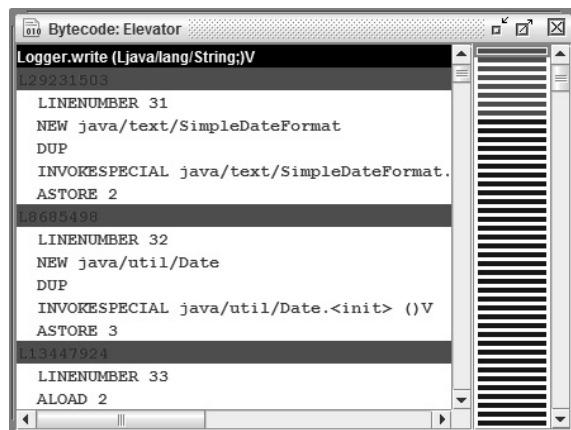 010 Bytecode: Elevator
Logger.write (Ljava/lang/String;)V
L29231503
LINENUMBER 31
NEW java/text/SimpleDateFormat
DUP
INVOKESPECIAL java/text/SimpleDateFormat.
ASTORE 2
L8685498
LINENUMBER 32
NEW java/util/Date
DUP
INVOKESPECIAL java/util/Date.<init> ()V
ASTORE 3
L13447924
LINENUMBER 33
ALOAD 2